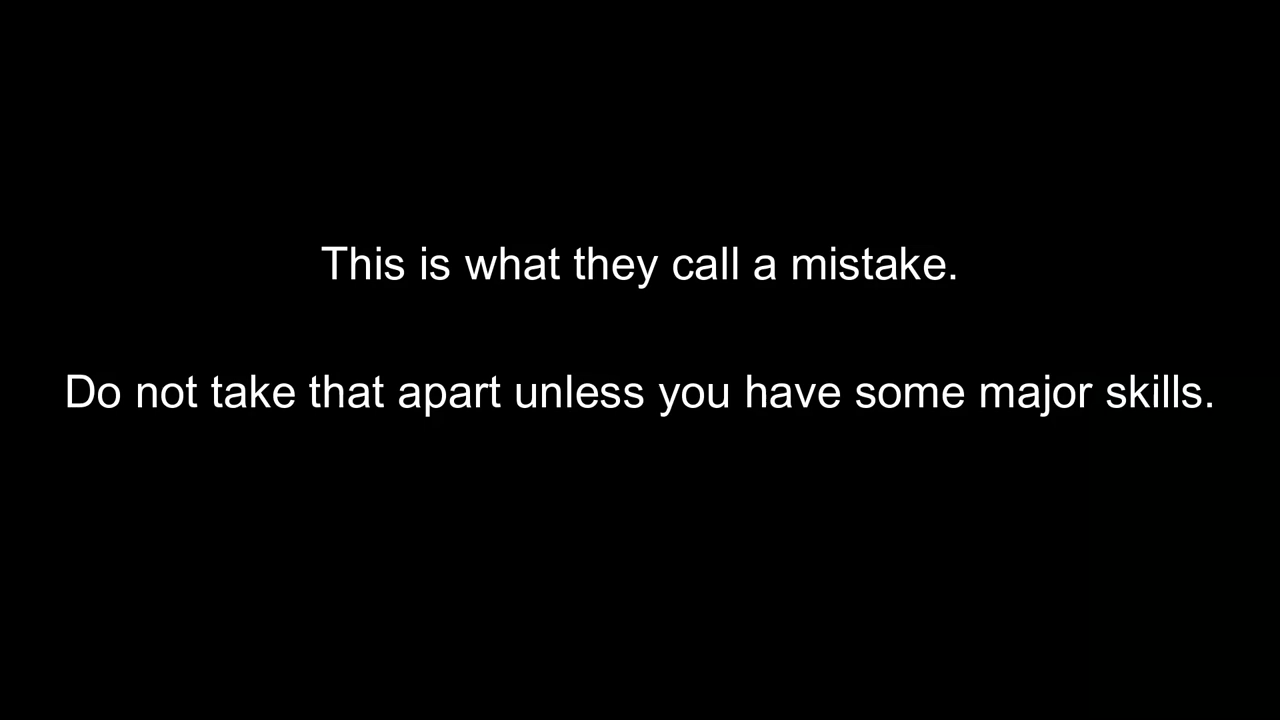 This is what they call a mistake.
Do not take that apart unless you have some major skills.